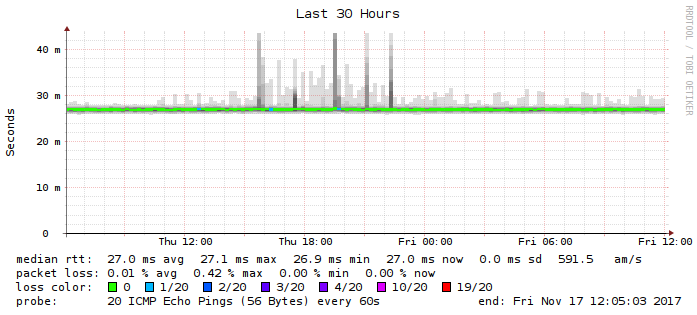 Last 30 Hours
RRDTOOL / TOBI OETIKER
Seconds
40 m
30 m
20 m
10 m
0
Thu 12:00 Thu 18:00 Fri 00:00 Fri 06:00 Fri 12:00
median rtt: 27.0 ms avg 27.1 ms max 26.9 ms min 27.0 ms now 0.0 ms sd 591.5 am/s
packet loss: 0.01 % avg 0.42 % max 0.00 % min 0.00 % now
loss color: 0 1/20 2/20 3/20 4/20 10/20 19/20
probe: 20 ICMP Echo Pings (56 Bytes) every 60s end: Fri Nov 17 12:05:03 2017